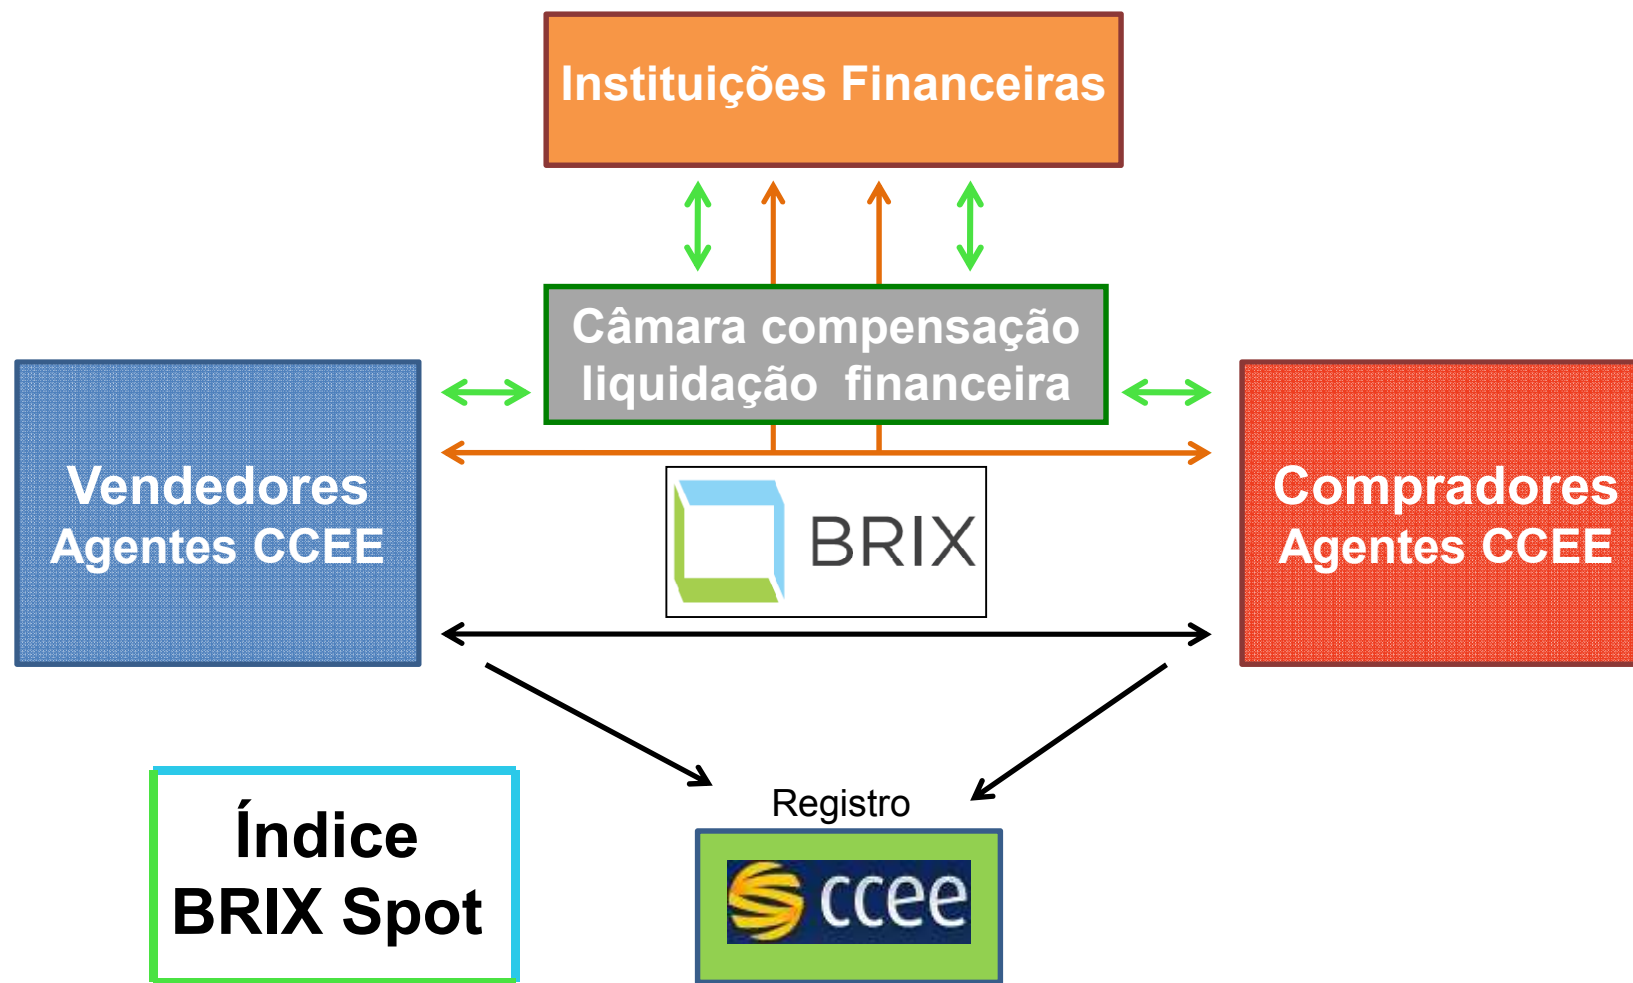 Instituições Financeiras
Câmara compensação
liquidação financeira
Vendedores
Agentes CCEE
BRIX
Compradores
Agentes CCEE
Registro
ccee
Índice
BRIX Spot